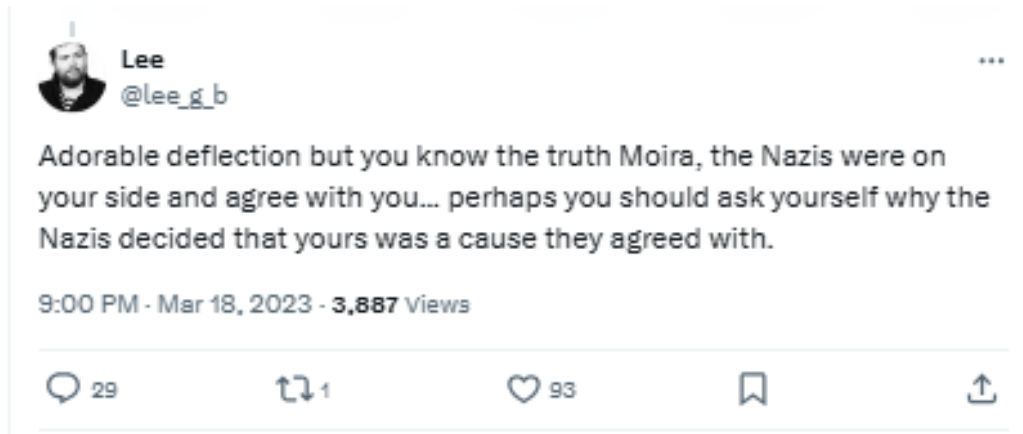 Lee
@lee_g_b
Adorable deflection but you know the truth Moira, the Nazis were on
your side and agree with you... perhaps you should ask yourself why the
Nazis decided that yours was a cause they agreed with.
9:00 PM · Mar 18, 2023 · 3,887 Views
29 1 93